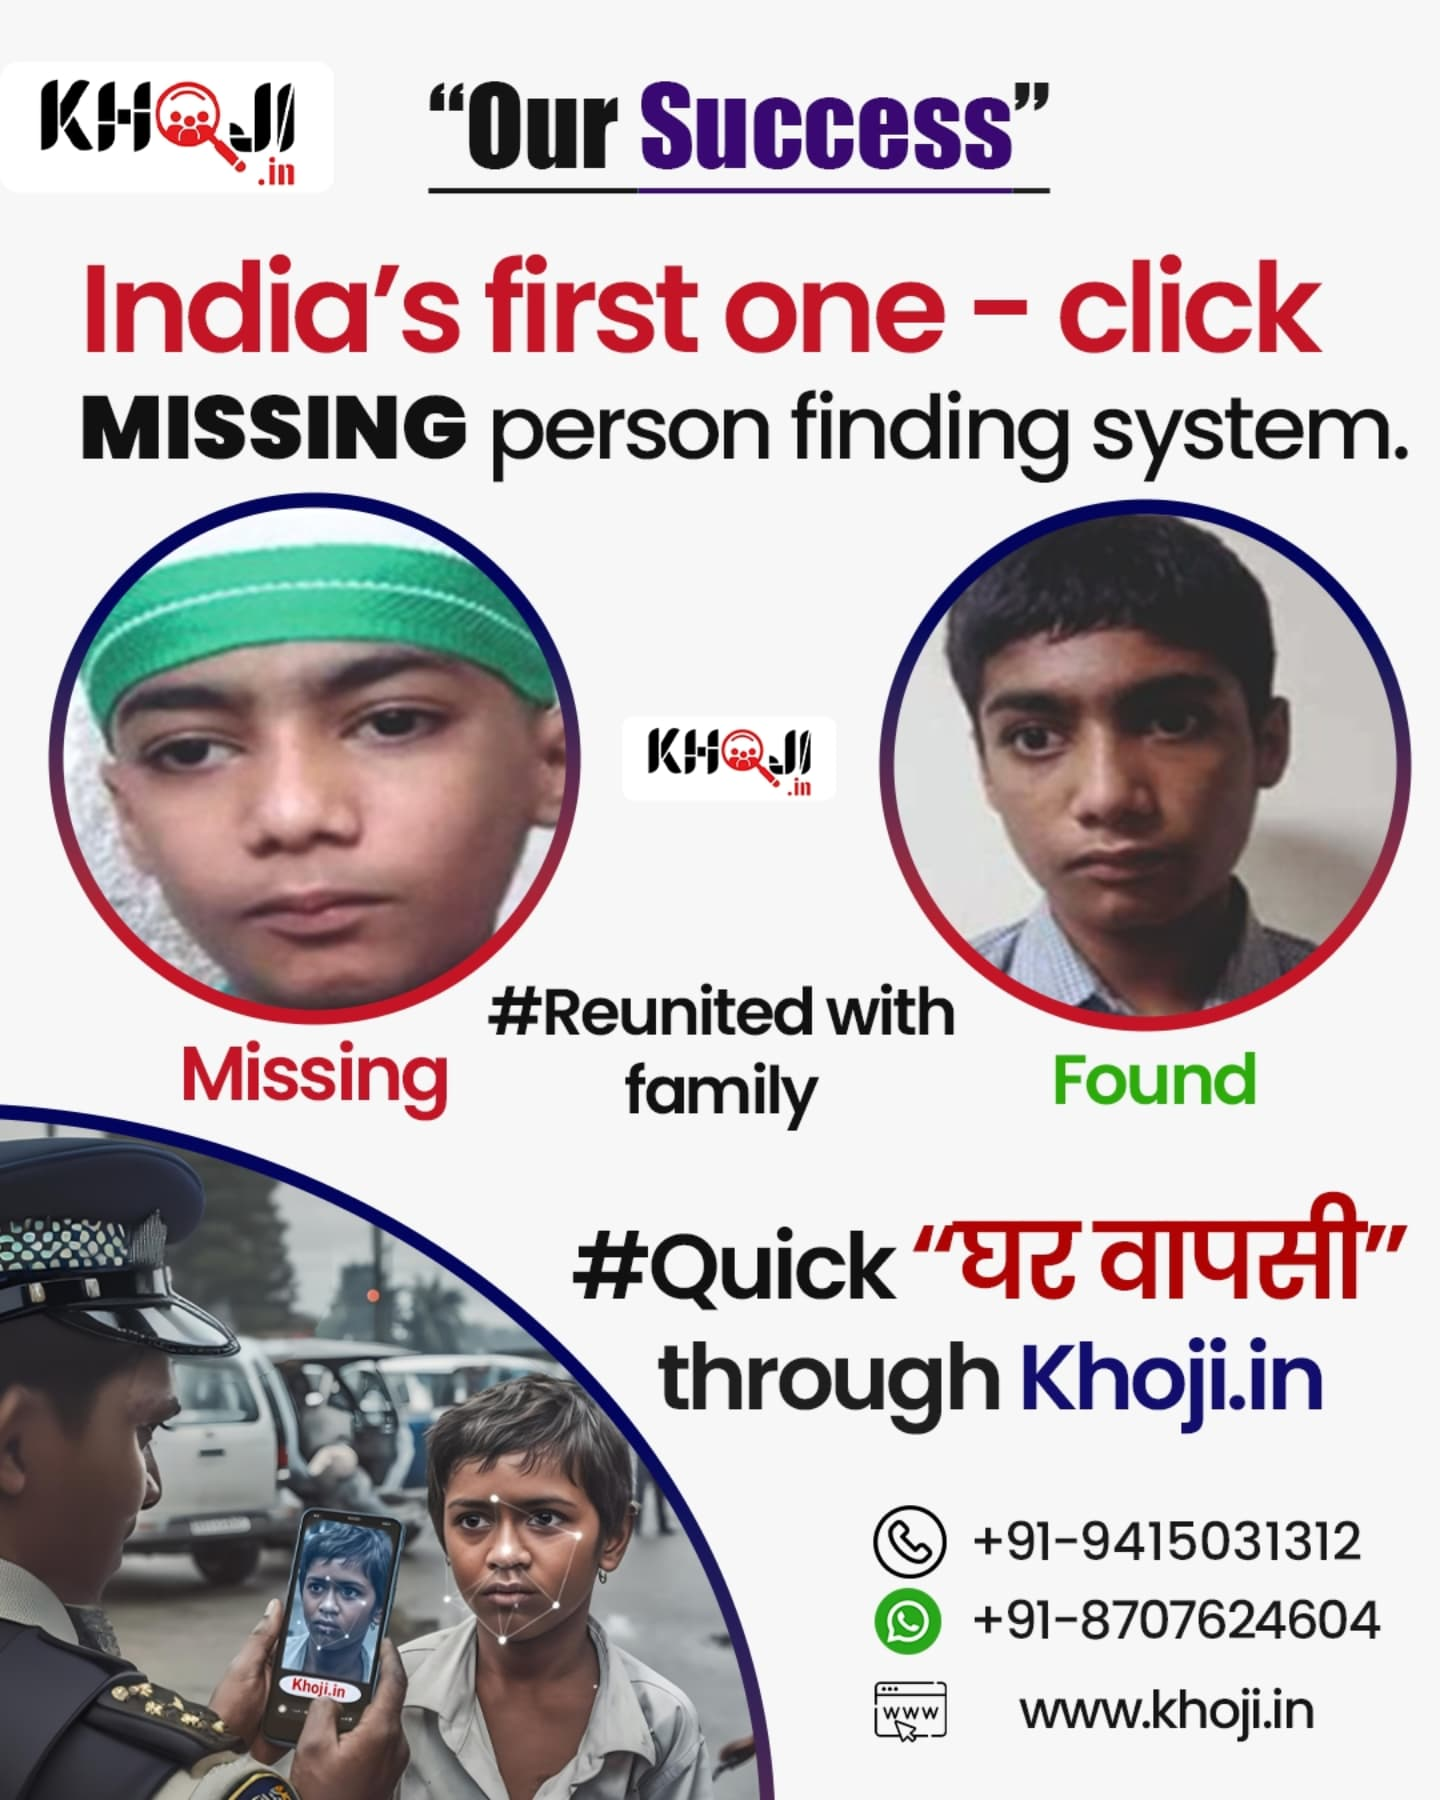 KHOJI
.in
“Our Success”
India’s first one - click
MISSING person finding system.
KHOJI
.in
#Reunited with
family
Missing
Found
#Quick “घर वापसी”
through Khoji.in
+91-9415031312
+91-8707624604
www
www.khoji.in
Khoji.in